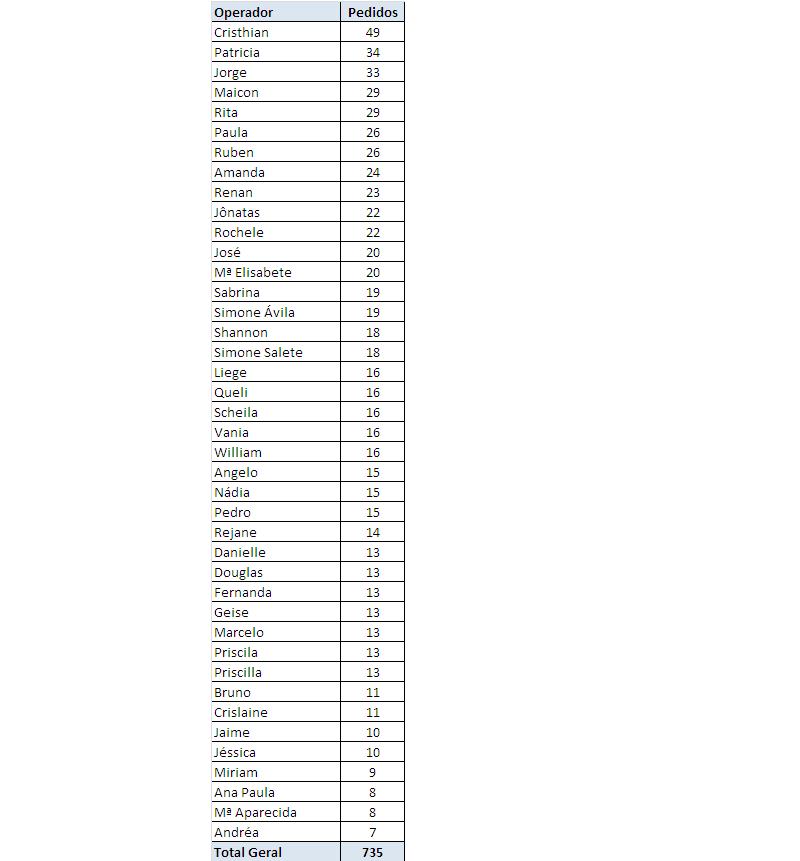 Operador Pedidos
Cristhian 49
Patricia 34
Jorge 33
Maicon 29
Rita 29
Paula 26
Ruben 26
Amanda 24
Renan 23
Jônatas 22
Rochele 22
José 20
Mª Elisabete 20
Sabrina 19
Simone Ávila 19
Shannon 18
Simone Salete 18
Liege 16
Queli 16
Scheila 16
Vania 16
William 16
Angelo 15
Nádia 15
Pedro 15
Rejane 14
Danielle 13
Douglas 13
Fernanda 13
Geise 13
Marcelo 13
Priscila 13
Priscilla 13
Bruno 11
Crislaine 11
Jaime 10
Jéssica 10
Miriam 9
Ana Paula 8
Mª Aparecida 8
Andréa 7
Total Geral 735